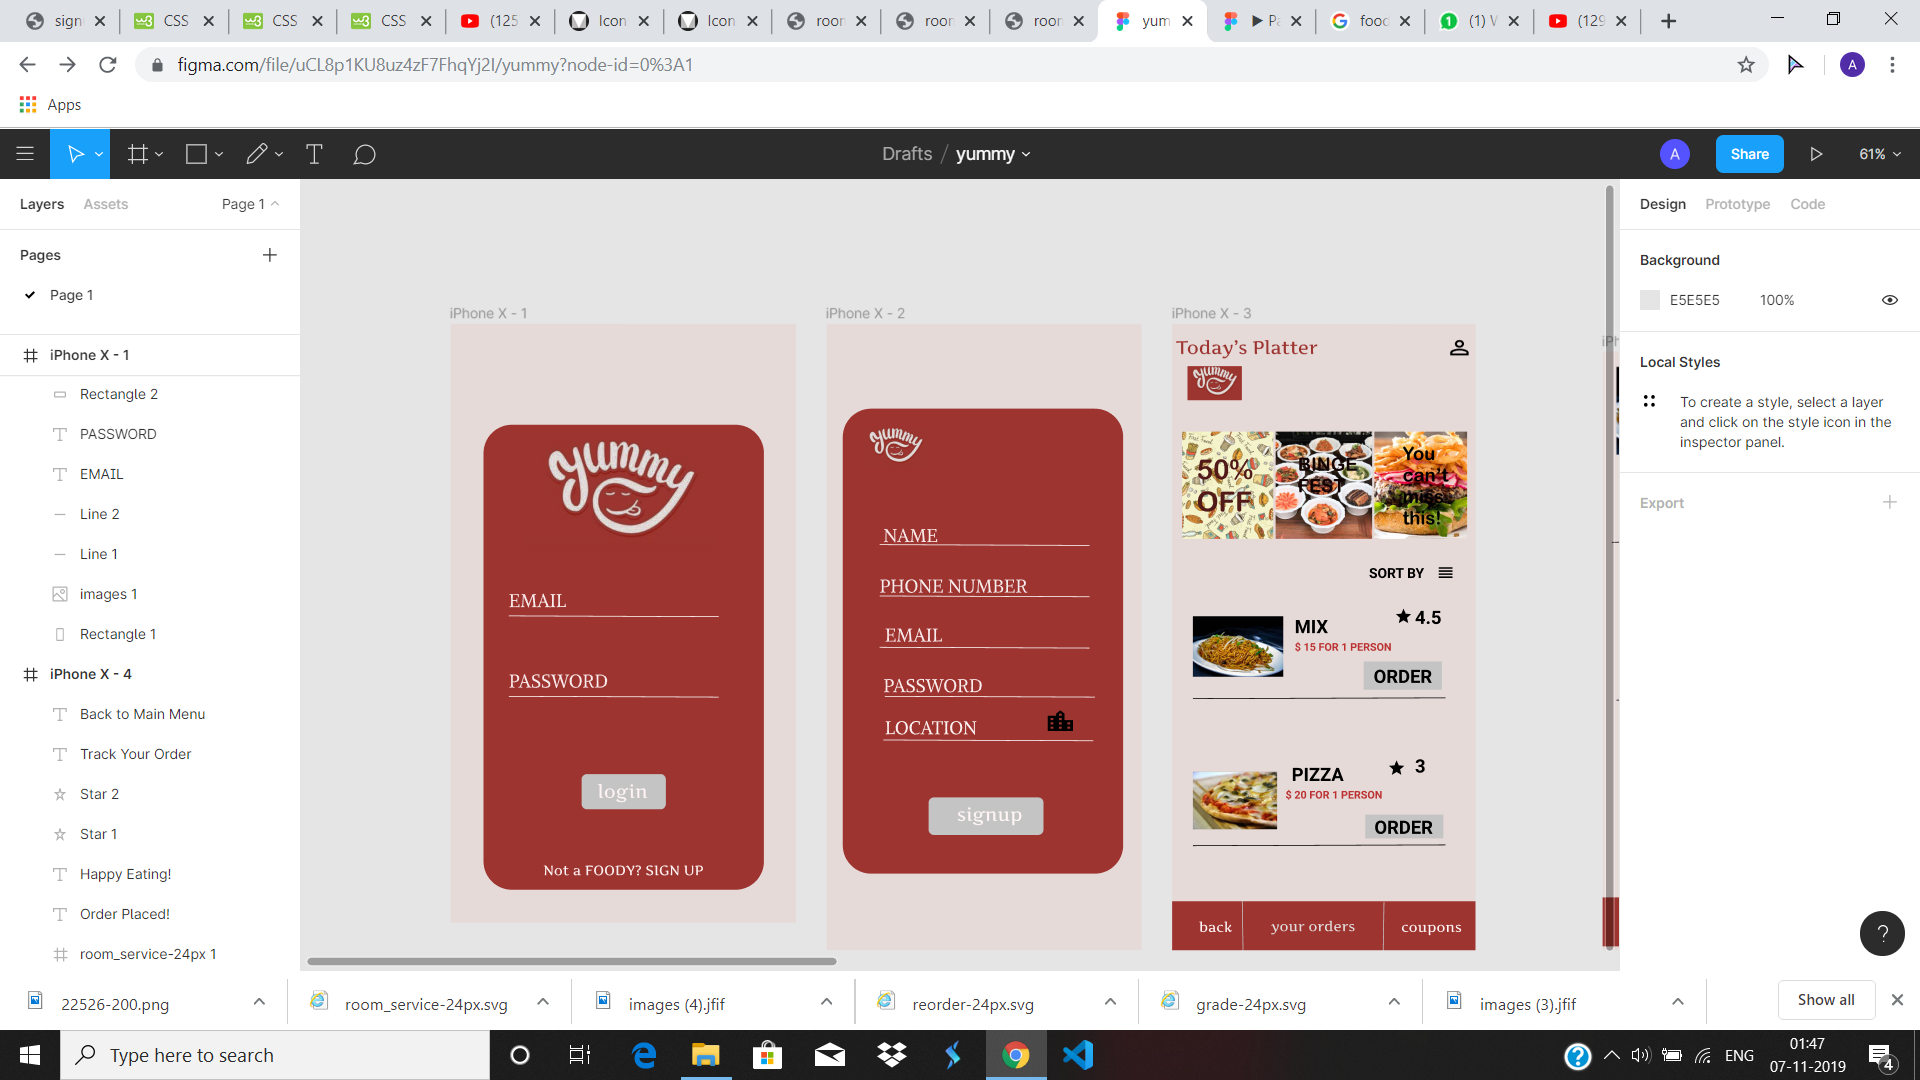 sign
CSS
CSS
CSS
(125
Icon
Icon
roon
roon
roon
yum
Pa
food
(1) W
(129
figma.com/file/uCL8p1KU8uz4zF7FhqYj2I/yummy?node-id=0%3A1
A
Apps
Drafts / yummy
A
Share
61%
Layers
Assets
Page 1
Design
Prototype
Code
Pages
Page 1
iPhone X - 1
Rectangle 2
PASSWORD
EMAIL
Line 2
Line 1
images 1
Rectangle 1
iPhone X - 4
Back to Main Menu
Track Your Order
Star 2
Star 1
Happy Eating!
Order Placed!
room_service-24px 1
iPhone X - 1
yummy
EMAIL
PASSWORD
login
Not a FOODY? SIGN UP
iPhone X - 2
yummy
NAME
PHONE NUMBER
EMAIL
PASSWORD
LOCATION
signup
iPhone X - 3
Today's Platter
yummy
50%
OFF
BINGE
FEST
You
can't
miss
this!
SORT BY
MIX
4.5
$ 15 FOR 1 PERSON
ORDER
PIZZA
3
$ 20 FOR 1 PERSON
ORDER
back
your orders
coupons
iPh
Background
E5E5E5
100%
Local Styles
To create a style, select a layer
and click on the style icon in the
inspector panel.
Export
?
22526-200.png
room_service-24px.svg
images (4).jfif
reorder-24px.svg
grade-24px.svg
images (3).jfif
Show all
Type here to search
ENG
01:47
07-11-2019
4